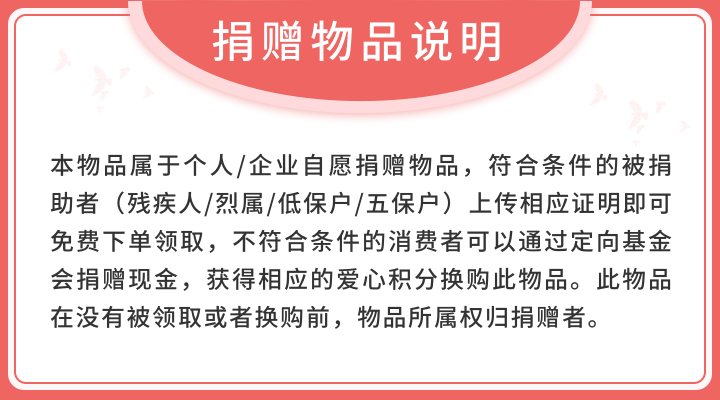 捐赠物品说明
本物品属于个人/企业自愿捐赠物品，符合条件的被捐
助者（残疾人/烈属/低保户/五保户）上传相应证明即可
免费下单领取，不符合条件的消费者可以通过定向基金
会捐赠现金，获得相应的爱心积分换购此物品。此物品
在没有被领取或者换购前，物品所属权归捐赠者。